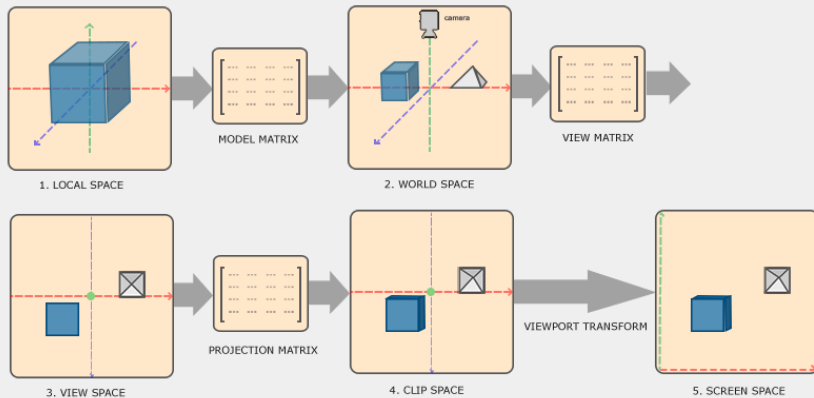 camera
MODEL MATRIX
VIEW MATRIX
1. LOCAL SPACE
2. WORLD SPACE
PROJECTION MATRIX
VIEWPORT TRANSFORM
3. VIEW SPACE
4. CLIP SPACE
5. SCREEN SPACE